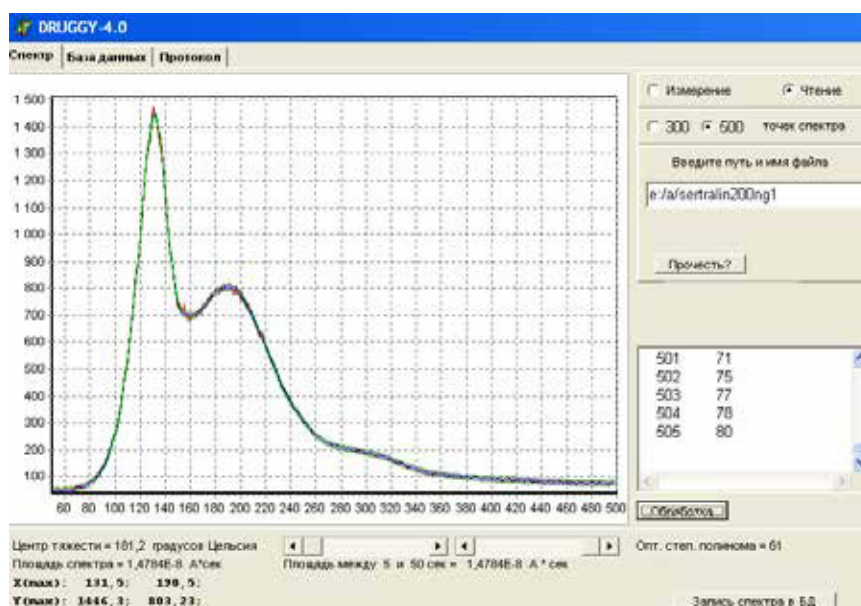 DRUGGY-4.0
Спектр База данных Протокол
1 500
1 400
1 300
1 200
1 100
1 000
900
800
700
600
500
400
300
200
100
60 80 100 120 140 160 180 200 220 240 260 280 300 320 340 360 380 400 420 440 460 480 500
Измерение Чтение
300 500 точек спектра
Введите путь и имя файла
e:/a/sertralin200ng1
Прочесть?
501 71
502 75
503 77
504 78
505 80
Обработка
Центр тяжести = 181,2 градусов Цельсия
Площадь спектра = 1,4784E-8 А*сек
Площадь между 5 и 50 сек = 1,4784E-8 А * сек
Опт. степ. полинома = 61
X(max): 131,5; 190,5;
Y(max): 1446,3; 803,23;
Запись спектра в БД